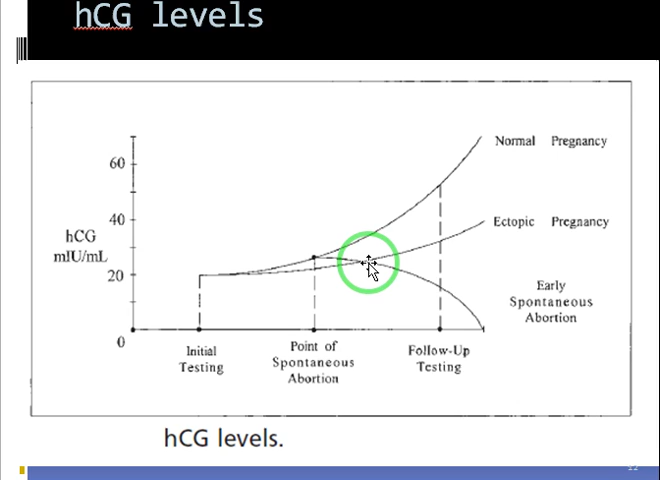 hCG levels
60
40
hCG
mIU/mL
20
0
Normal Pregnancy
Ectopic Pregnancy
Early
Spontaneous
Abortion
Initial
Testing
Point of
Spontaneous
Abortion
Follow-Up
Testing
hCG levels.